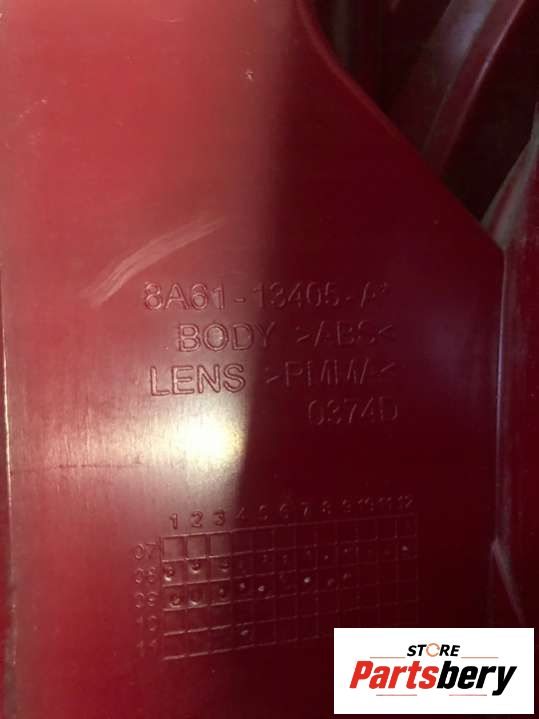 8A61-13405-A*
BODY >ABS<
LENS >PMMA<
0374D
1 2 3 4 5 6 7 8 9 10 11 12
07
08
09
10
11
STORE
Partsbery